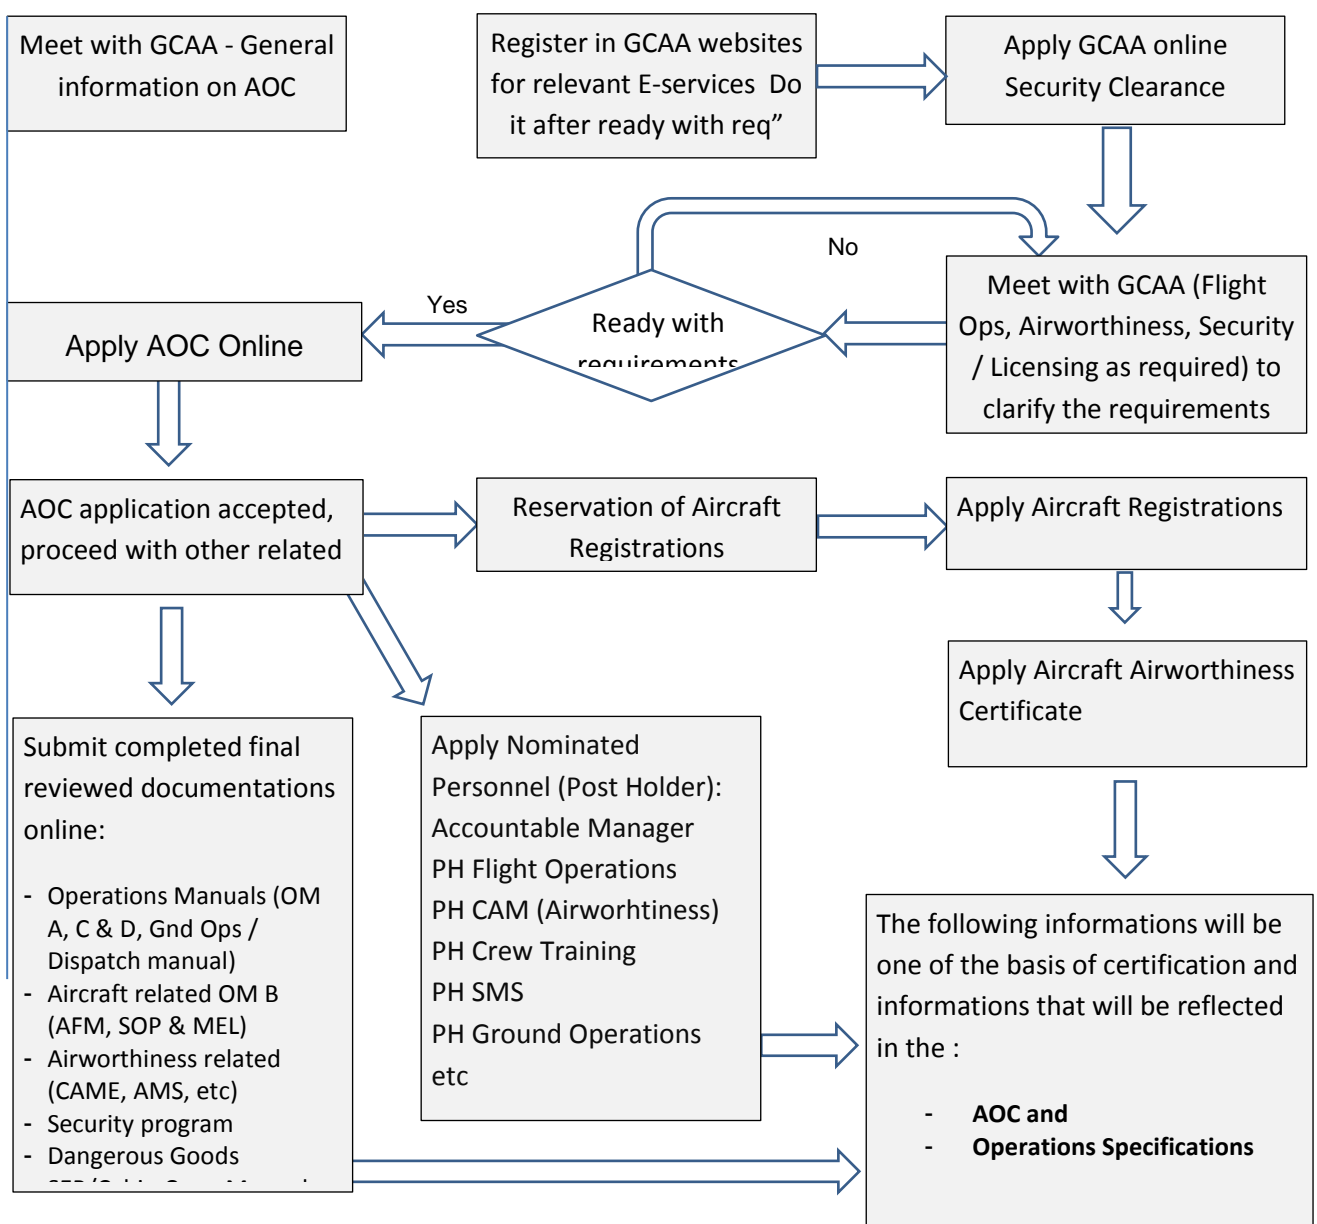 Meet with GCAA - General
information on AOC
Register in GCAA websites
for relevant E-services  Do
it after ready with req”
Apply GCAA online
Security Clearance
No
Meet with GCAA (Flight
Ops, Airworthiness, Security
/ Licensing as required) to
clarify the requirements
Ready with
requirements
Yes
Apply AOC Online
AOC application accepted,
proceed with other related
Reservation of Aircraft
Registrations
Apply Aircraft Registrations
Apply Aircraft Airworthiness
Certificate
Submit completed final
reviewed documentations
online:
- Operations Manuals (OM
A, C & D, Gnd Ops /
Dispatch manual)
- Aircraft related OM B
(AFM, SOP & MEL)
- Airworthiness related
(CAME, AMS, etc)
- Security program
- Dangerous Goods
Apply Nominated
Personnel (Post Holder):
Accountable Manager
PH Flight Operations
PH CAM (Airworhtiness)
PH Crew Training
PH SMS
PH Ground Operations
etc
The following informations will be
one of the basis of certification and
informations that will be reflected
in the :
- AOC and
- Operations Specifications